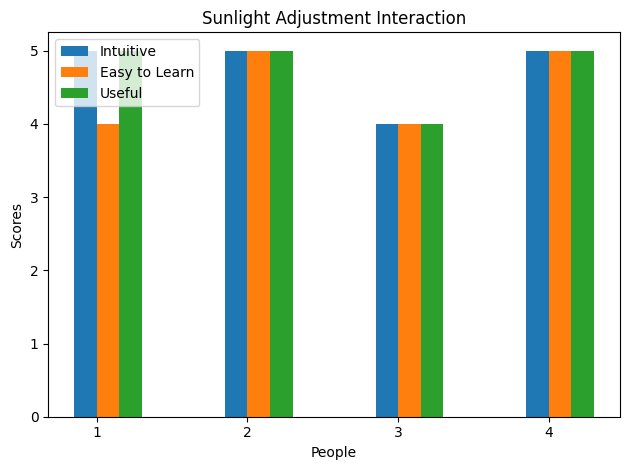 Sunlight Adjustment Interaction
Intuitive
Easy to Learn
Useful
5
4
3
2
1
0
Scores
1 2 3 4
People